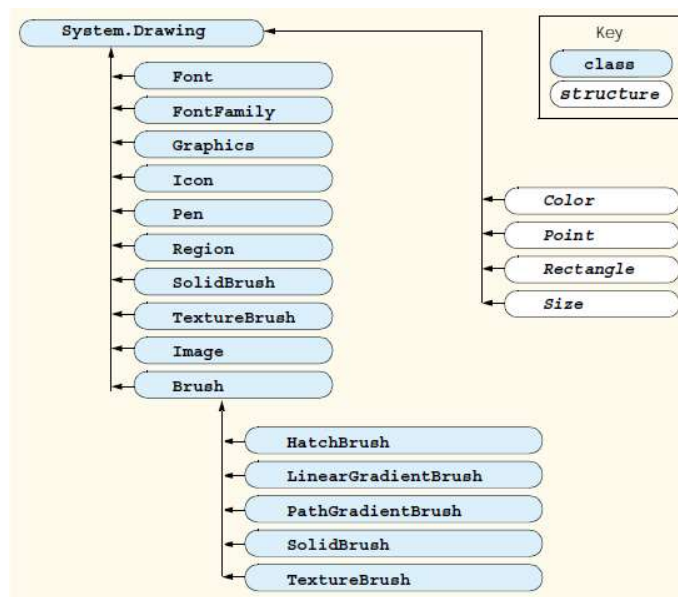 System.Drawing
Key
class
structure
Font
FontFamily
Graphics
Icon
Pen
Region
SolidBrush
TextureBrush
Image
Brush
Color
Point
Rectangle
Size
HatchBrush
LinearGradientBrush
PathGradientBrush
SolidBrush
TextureBrush